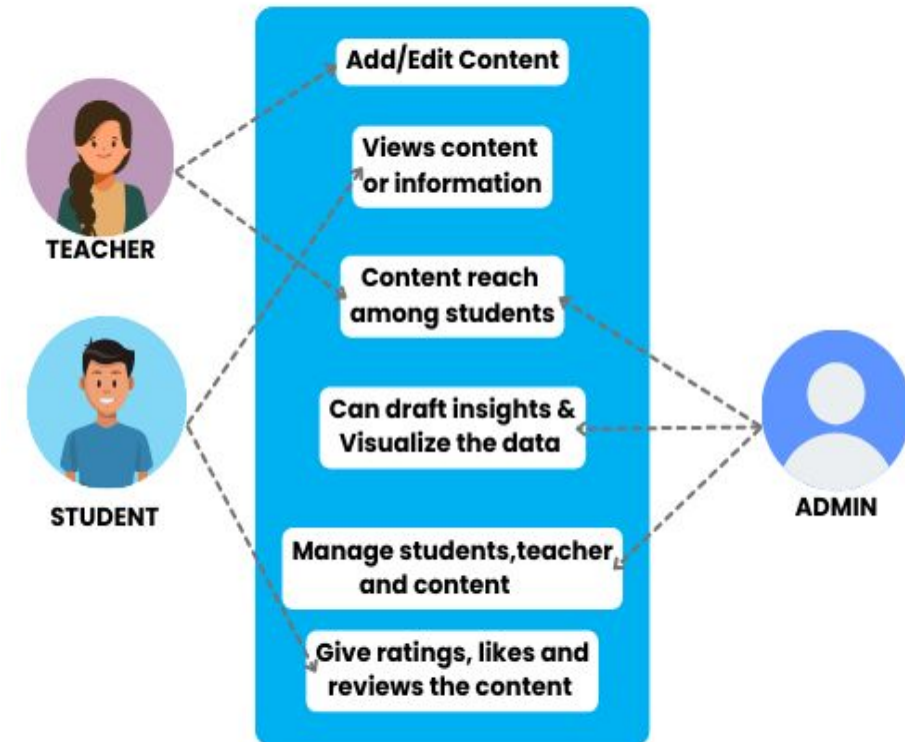 Add/Edit Content
Views content
or information
TEACHER
Content reach
among students
Can draft insights &
Visualize the data
STUDENT
ADMIN
Manage students,teacher
and content
Give ratings, likes and
reviews the content